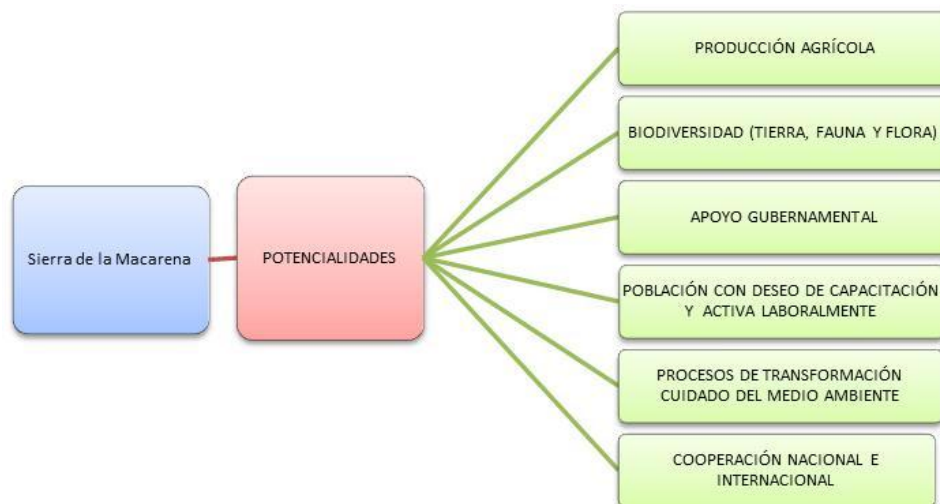 Sierra de la Macarena
POTENCIALIDADES
PRODUCCIÓN AGRÍCOLA
BIODIVERSIDAD (TIERRA, FAUNA Y FLORA)
APOYO GUBERNAMENTAL
POBLACIÓN CON DESEO DE CAPACITACIÓN
Y ACTIVA LABORALMENTE
PROCESOS DE TRANSFORMACIÓN
CUIDADO DEL MEDIO AMBIENTE
COOPERACIÓN NACIONAL E
INTERNACIONAL